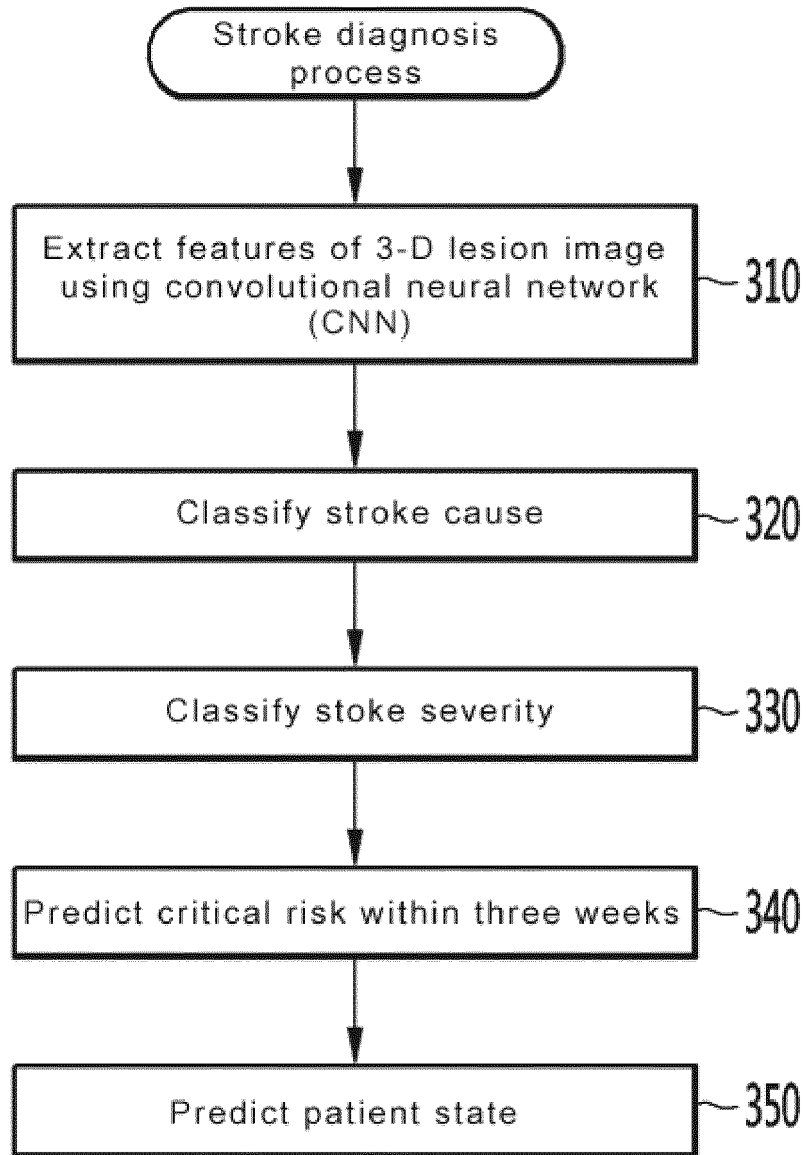 Stroke diagnosis
process
Extract features of 3-D lesion image
using convolutional neural network
(CNN)
310
Classify stroke cause
320
Classify stoke severity
330
Predict critical risk within three weeks
340
Predict patient state
350